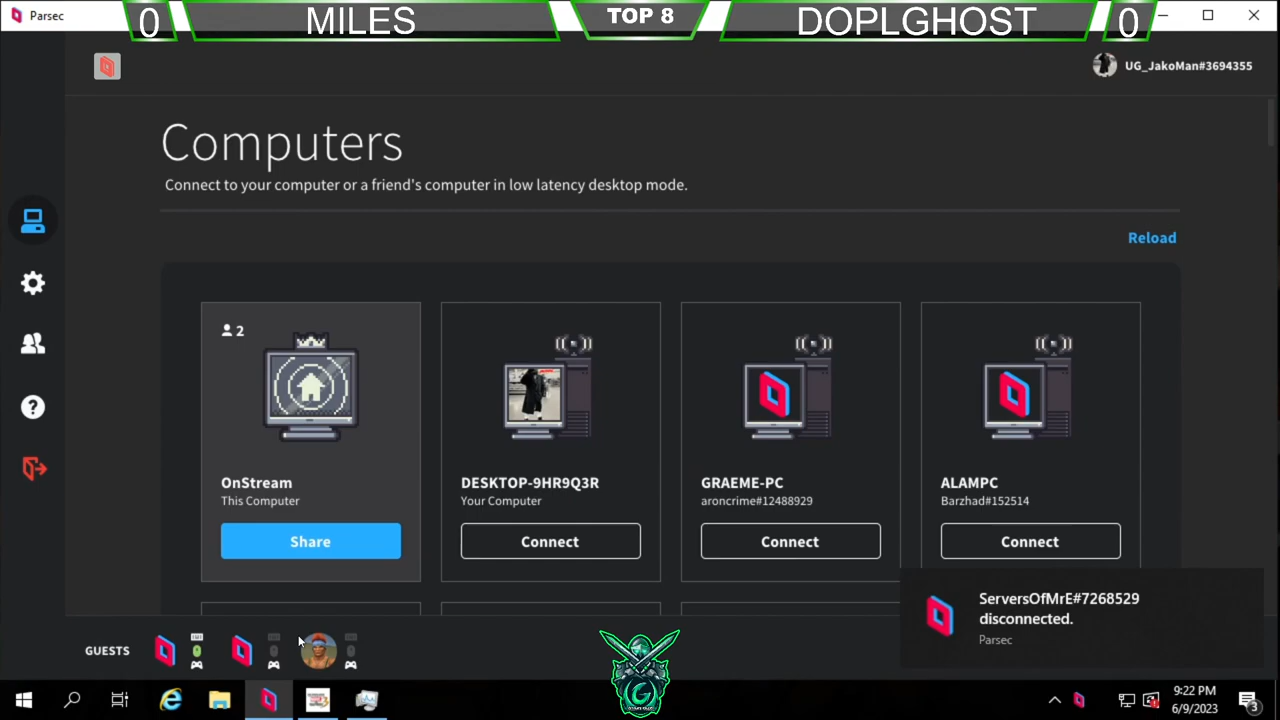 Parsec
0
MILES
TOP 8
DOPLGHOST
0
UG_JakoMan#3694355
Computers
Connect to your computer or a friend's computer in low latency desktop mode.
Reload
2
OnStream
This Computer
Share
DESKTOP-9HR9Q3R
Your Computer
Connect
GRAEME-PC
aroncrime#12488929
Connect
ALAMPC
Barzhad#152514
Connect
ServersOfMrE#7268529
disconnected.
Parsec
GUESTS
9:22 PM
6/9/2023
3